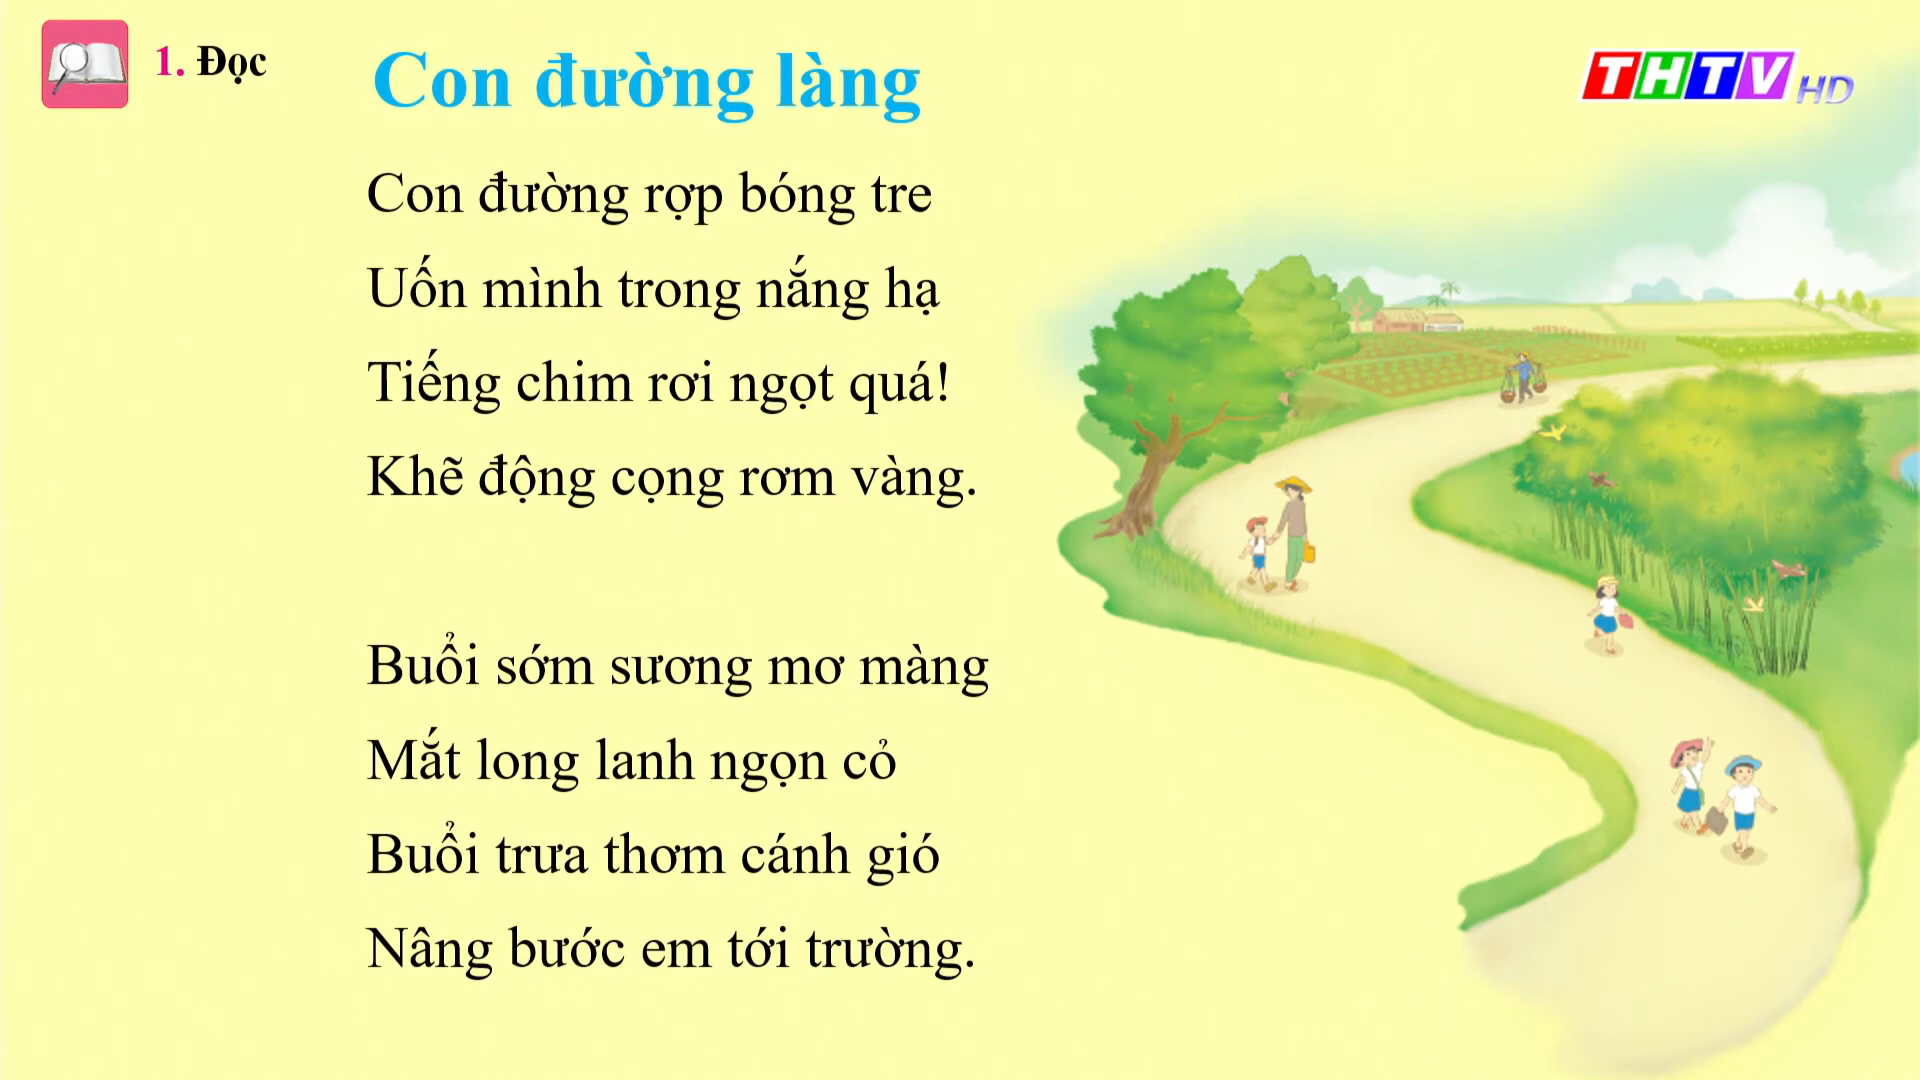 1. Đọc
Con đường làng
THTV HD
Con đường rợp bóng tre
Uốn mình trong nắng hạ
Tiếng chim rơi ngọt quá!
Khẽ động cọng rơm vàng.
Buổi sớm sương mơ màng
Mắt long lanh ngọn cỏ
Buổi trưa thơm cánh gió
Nâng bước em tới trường.